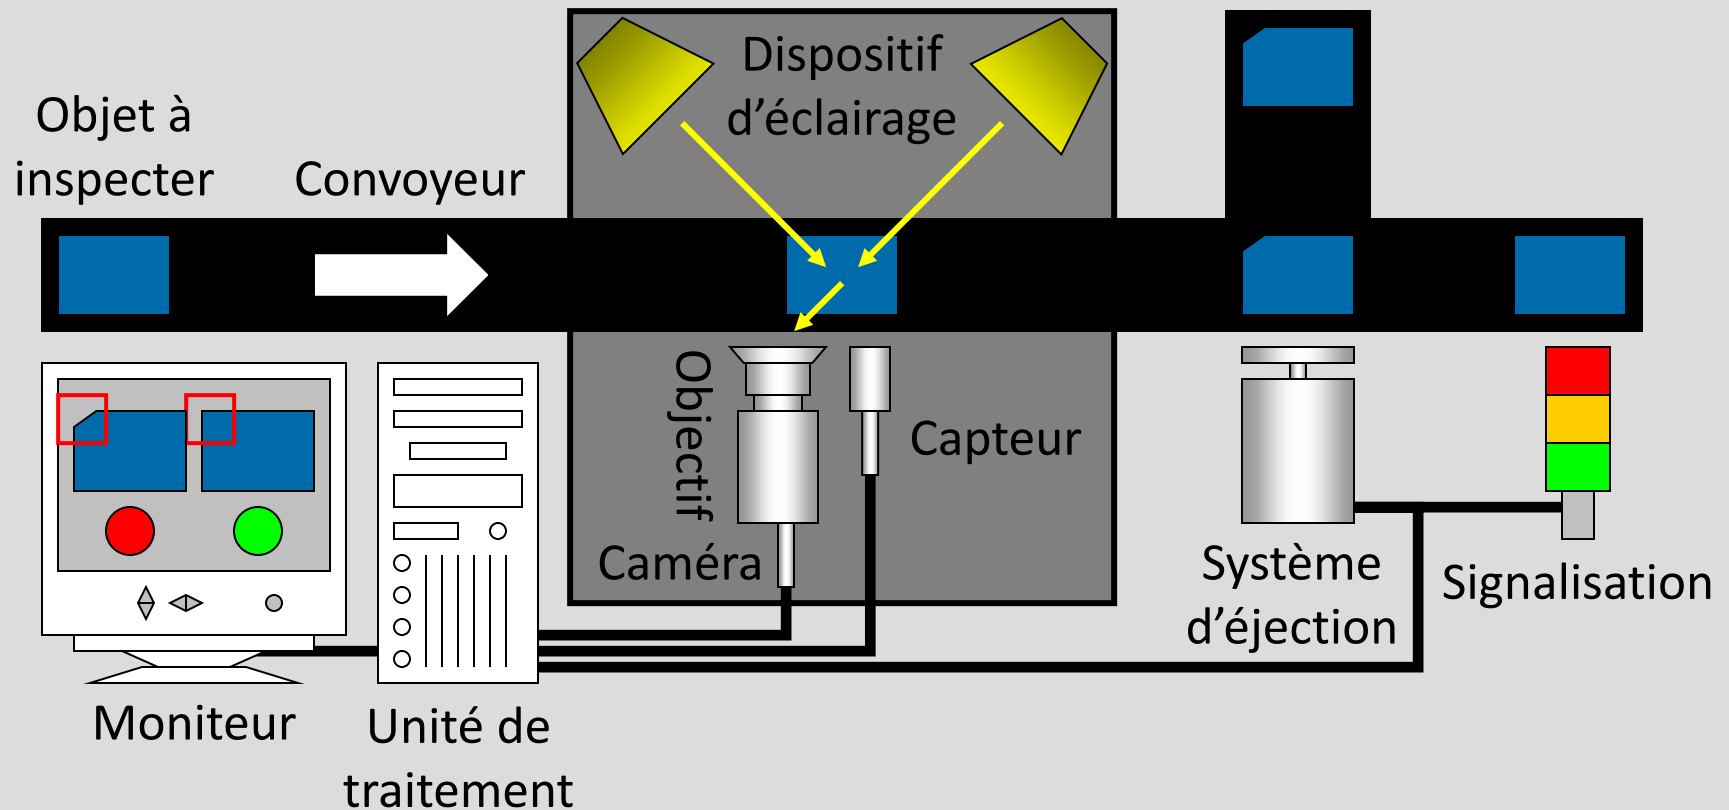 Objet à
inspecter
Convoyeur
Dispositif
d’éclairage
Objectif
Caméra
Capteur
Système
d’éjection
Signalisation
Moniteur
Unité de
traitement